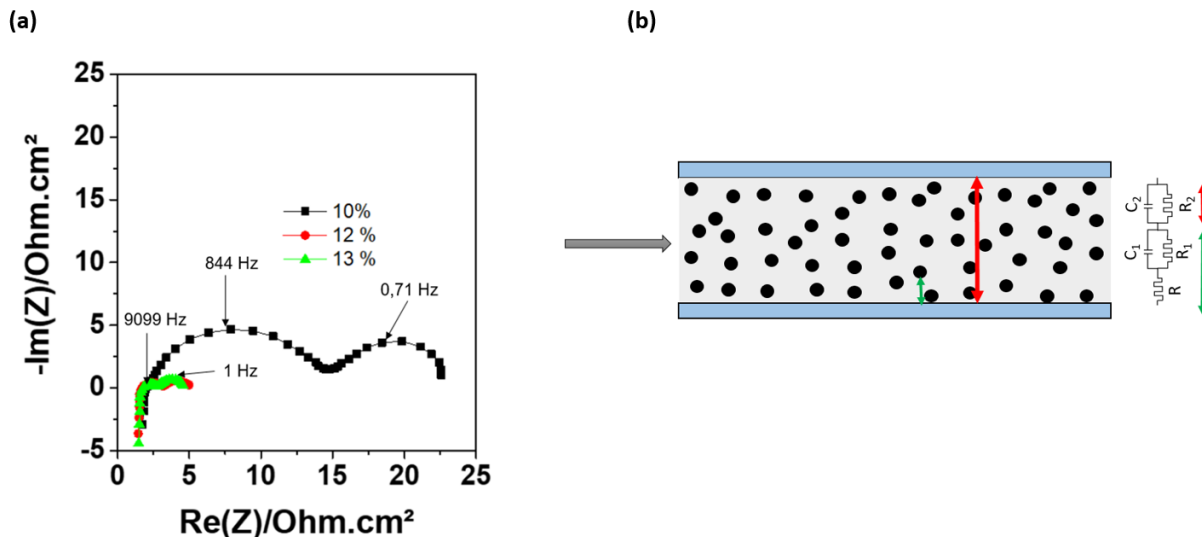 (a)
(b)
25
20
15
10
5
0
-5
-Im(Z)/Ohm.cm²
10%
12 %
13 %
844 Hz
0,71 Hz
9099 Hz
1 Hz
0
5
10
15
20
25
Re(Z)/Ohm.cm²
C2
R2
C1
R1
R